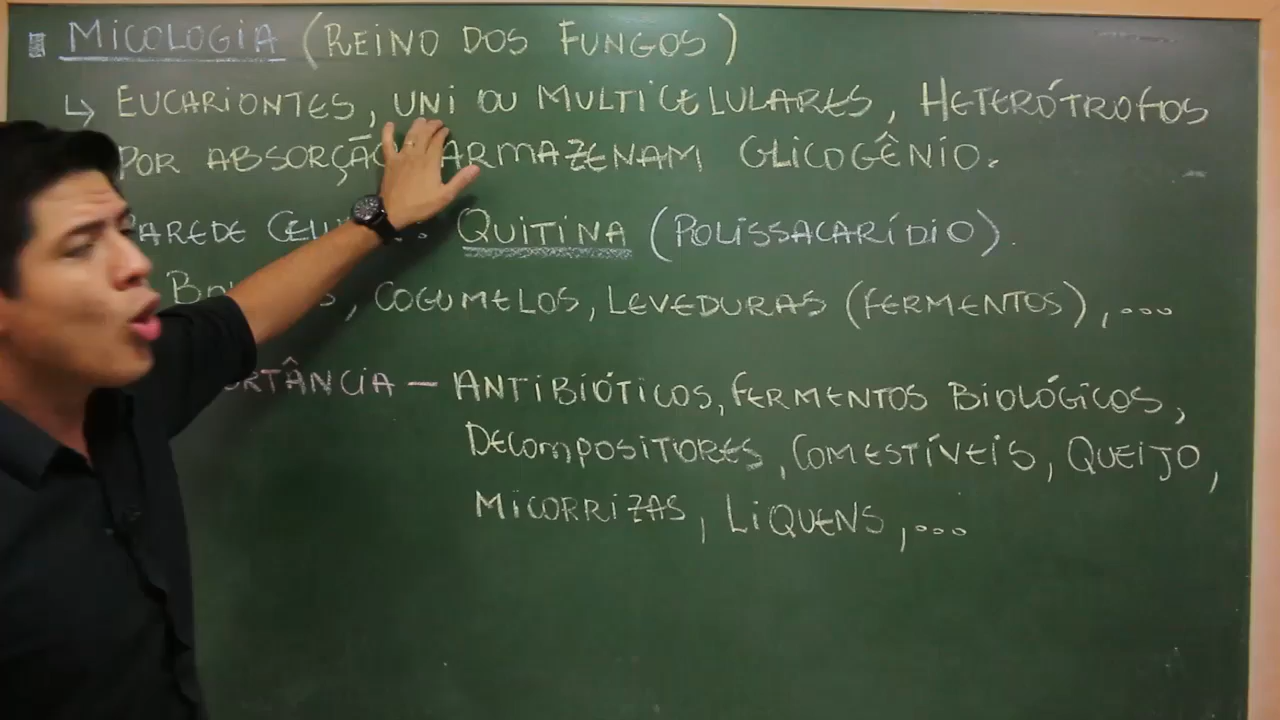 MICOLOGIA (REINO DOS FUNGOS)
↳ EUCARIONTES, UNI OU MULTICELULARES, HETERÓTROFOS
POR ABSORÇÃO ARMAZENAM GLICOGÊNIO.
PAREDE QUITINA (POLISSACARÍDIO).
, COGUMELOS, LEVEDURAS (FERMENTOS), ...
— ANTIBIÓTICOS, FERMENTOS BIOLÓGICOS,
DECOMPOSITORES, COMESTÍVEIS, QUEIJO,
MICORRIZAS, LIQUENS, ...